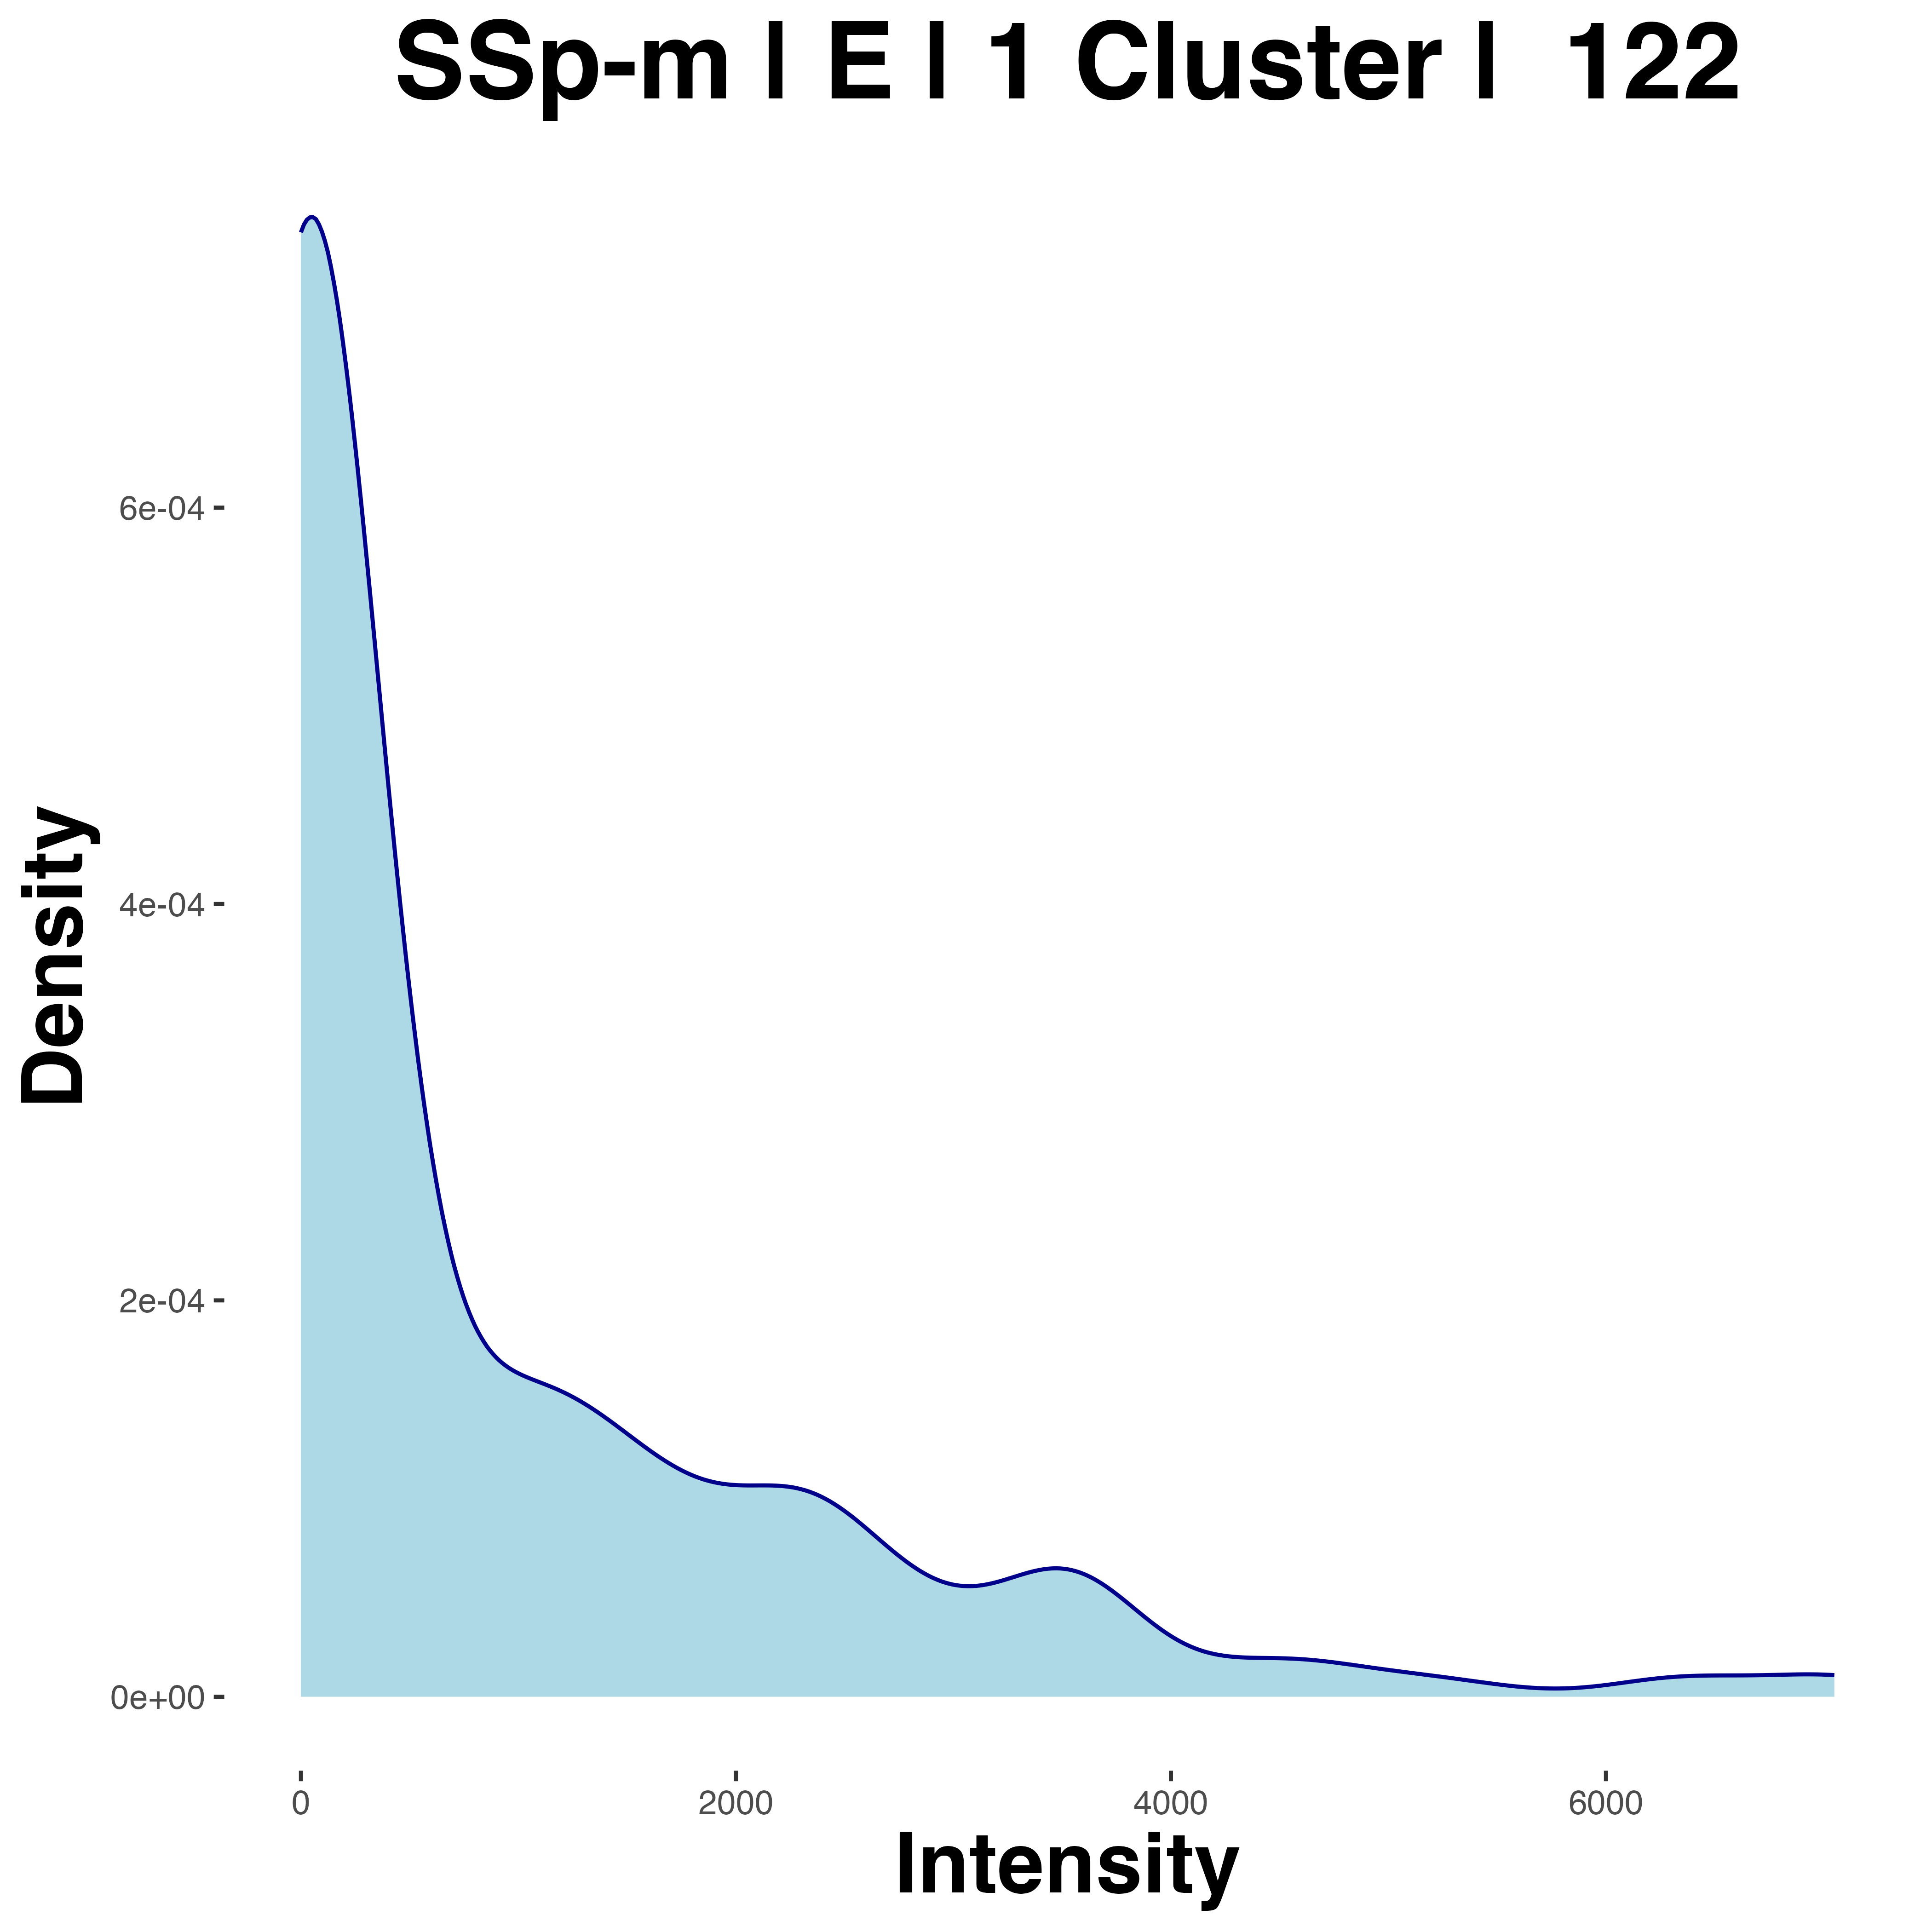 SSp-m | E | 1 Cluster |  122
Density
6e-04
4e-04
2e-04
0e+00
0
2000
4000
6000
Intensity